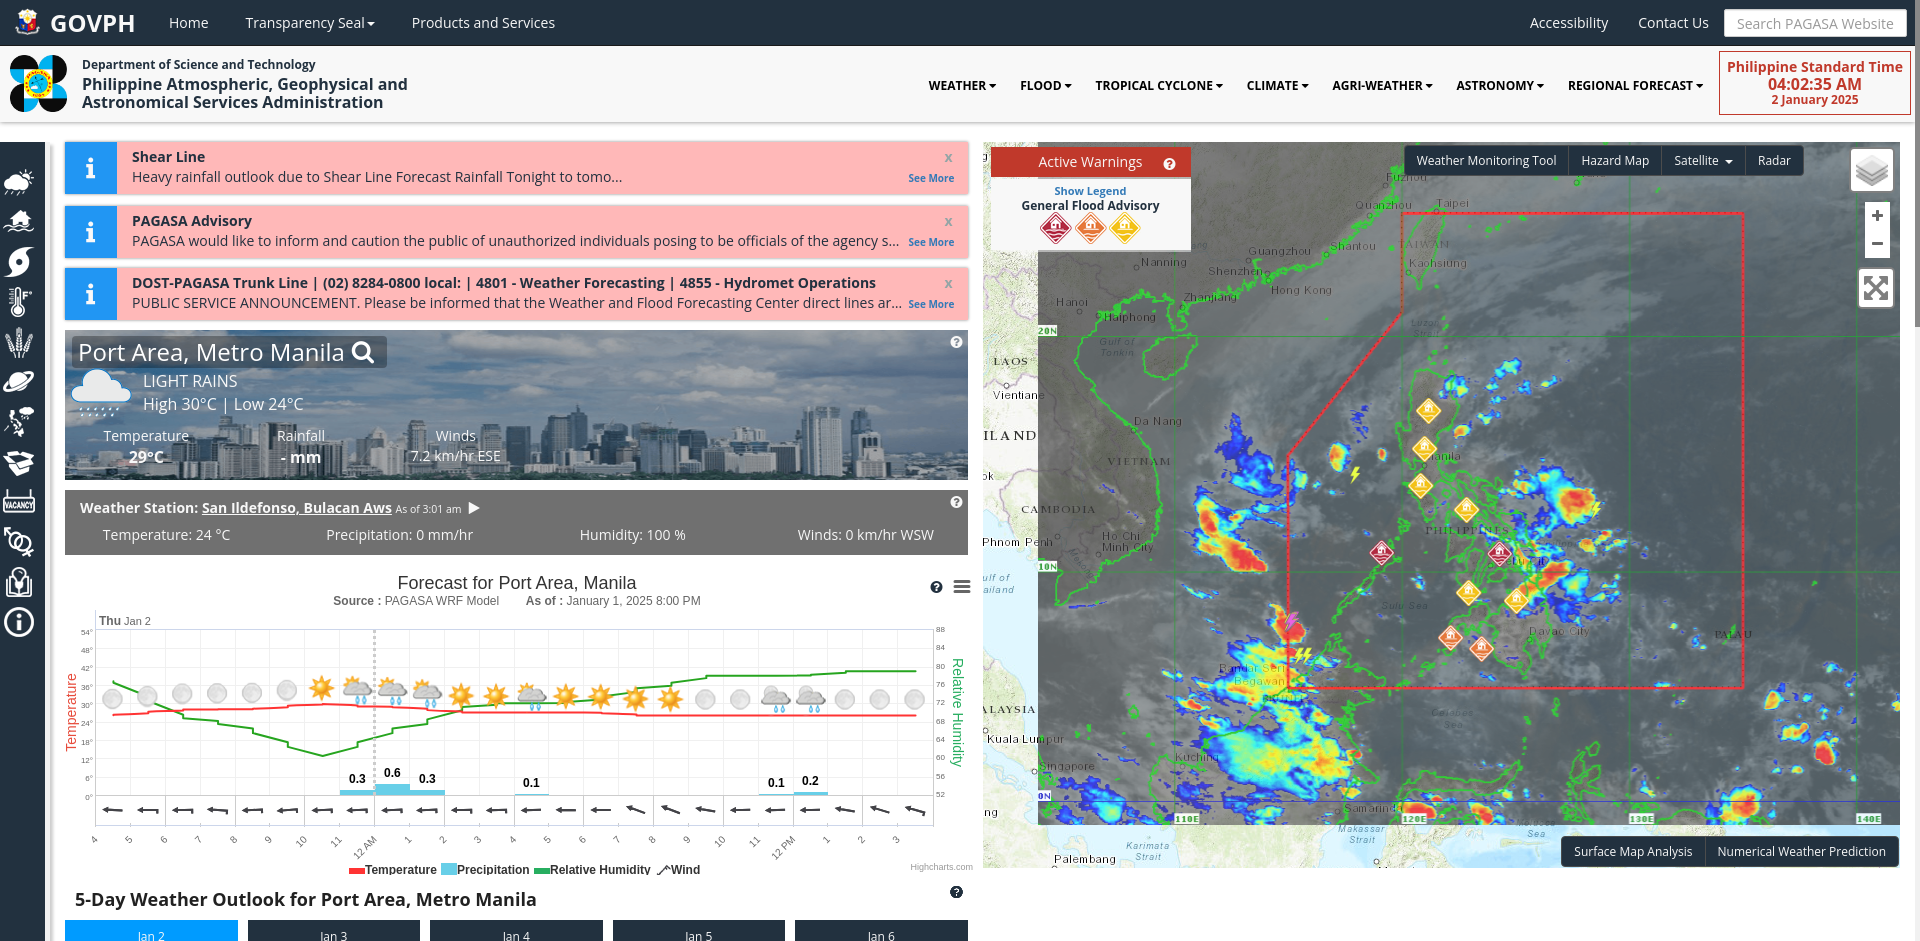 GOVPH
Home
Transparency Seal
Products and Services
Accessibility
Contact Us
Search PAGASA Website
Department of Science and Technology
Philippine Atmospheric, Geophysical and
Astronomical Services Administration
WEATHER
FLOOD
TROPICAL CYCLONE
CLIMATE
AGRI-WEATHER
ASTRONOMY
REGIONAL FORECAST
Philippine Standard Time
04:02:35 AM
2 January 2025
VACANCY
Shear Line
x
Heavy rainfall outlook due to Shear Line Forecast Rainfall Tonight to tomo...
See More
PAGASA Advisory
x
PAGASA would like to inform and caution the public of unauthorized individuals posing to be officials of the agency s...
See More
DOST-PAGASA Trunk Line | (02) 8284-0800 local: | 4801 - Weather Forecasting | 4855 - Hydromet Operations
x
PUBLIC SERVICE ANNOUNCEMENT. Please be informed that the Weather and Flood Forecasting Center direct lines ar...
See More
Port Area, Metro Manila
LIGHT RAINS
High 30°C | Low 24°C
Temperature
Rainfall
Winds
29°C
- mm
7.2 km/hr ESE
Weather Station: San Ildefonso, Bulacan Aws As of 3:01 am
Temperature: 24 °C
Precipitation: 0 mm/hr
Humidity: 100 %
Winds: 0 km/hr WSW
Forecast for Port Area, Manila
Source : PAGASA WRF Model As of : January 1, 2025 8:00 PM
Thu Jan 2
Temperature
54°
48°
42°
36°
30°
24°
18°
12°
6°
0°
88
84
80
76
72
68
64
60
56
52
Relative Humidity
0.3
0.6
0.3
0.1
0.1
0.2
4
5
6
7
8
9
10
11
12 AM
1
2
3
4
5
6
7
8
9
10
11
12 PM
1
2
3
Temperature
Precipitation
Relative Humidity
Wind
Highcharts.com
5-Day Weather Outlook for Port Area, Metro Manila
Jan 2
Jan 3
Jan 4
Jan 5
Jan 6
Active Warnings
Show Legend
General Flood Advisory
Weather Monitoring Tool
Hazard Map
Satellite
Radar
+
−
Fuzhou
Quanzhou
Taipei
TAIWAN
Kaohsiung
Guangzhou
Shantou
Nanning
Shenzhen
Hong Kong
Zhanjiang
Hanoi
Haiphong
Gulf of
Tonkin
20N
LAOS
Vientiane
Da Nang
ILAND
VIETNAM
ok
CAMBODIA
Phnom Penh
Ho Chi
Minh City
10N
ulf of
ailand
Manila
PHILIPPINES
Sulu Sea
Davao City
PALAU
Bandar Seri
Begawan
ALAYSIA
Kuala Lumpur
Celebes
Sea
Kuching
Singapore
0N
ng
Samarinda
110E
120E
130E
140E
Makassar
Strait
Karimata
Strait
Sea
Palembang
Surface Map Analysis
Numerical Weather Prediction